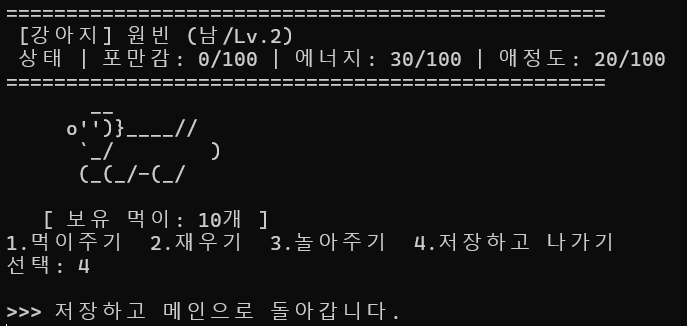 ==================================================
[강아지] 원빈 (남/Lv.2)
상태 | 포만감: 0/100 | 에너지: 30/100 | 애정도: 20/100
==================================================
        __
     o'')}____//
      `_/        )
      (_(_/-(_/
[ 보유 먹이: 10개 ]
1.먹이주기  2.재우기  3.놀아주기  4.저장하고 나가기
선택: 4
>>> 저장하고 메인으로 돌아갑니다.